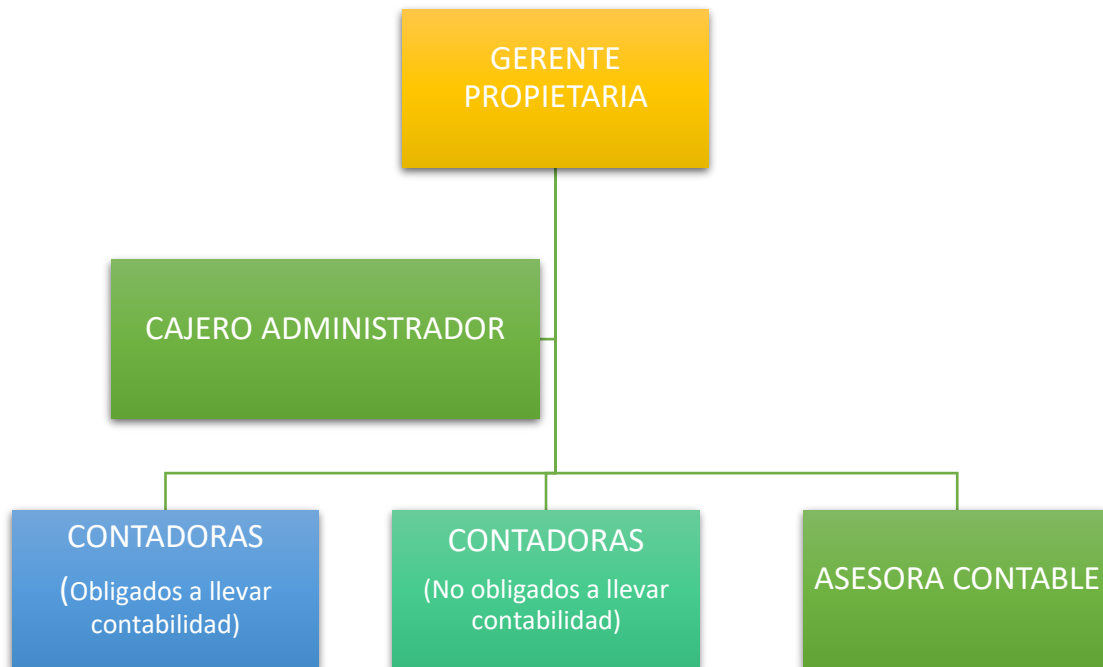 GERENTE
PROPIETARIA
CAJERO ADMINISTRADOR
CONTADORAS
(Obligados a llevar
contabilidad)
CONTADORAS
(No obligados a llevar
contabilidad)
ASESORA CONTABLE